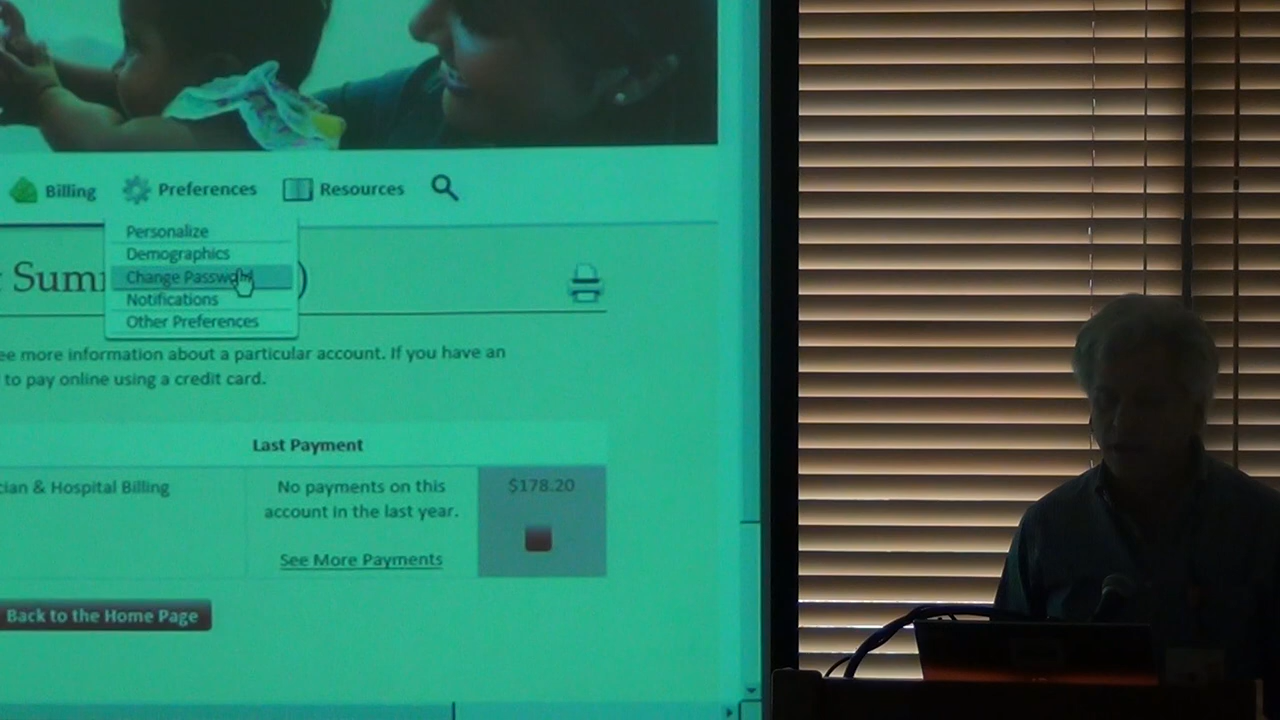 Billing Preferences Resources
Personalize
Demographics
Change Password
Notifications
Other Preferences
Sum )
ee more information about a particular account. If you have an
to pay online using a credit card.
Last Payment
cian & Hospital Billing
No payments on this
account in the last year.
$178.20
See More Payments
Back to the Home Page